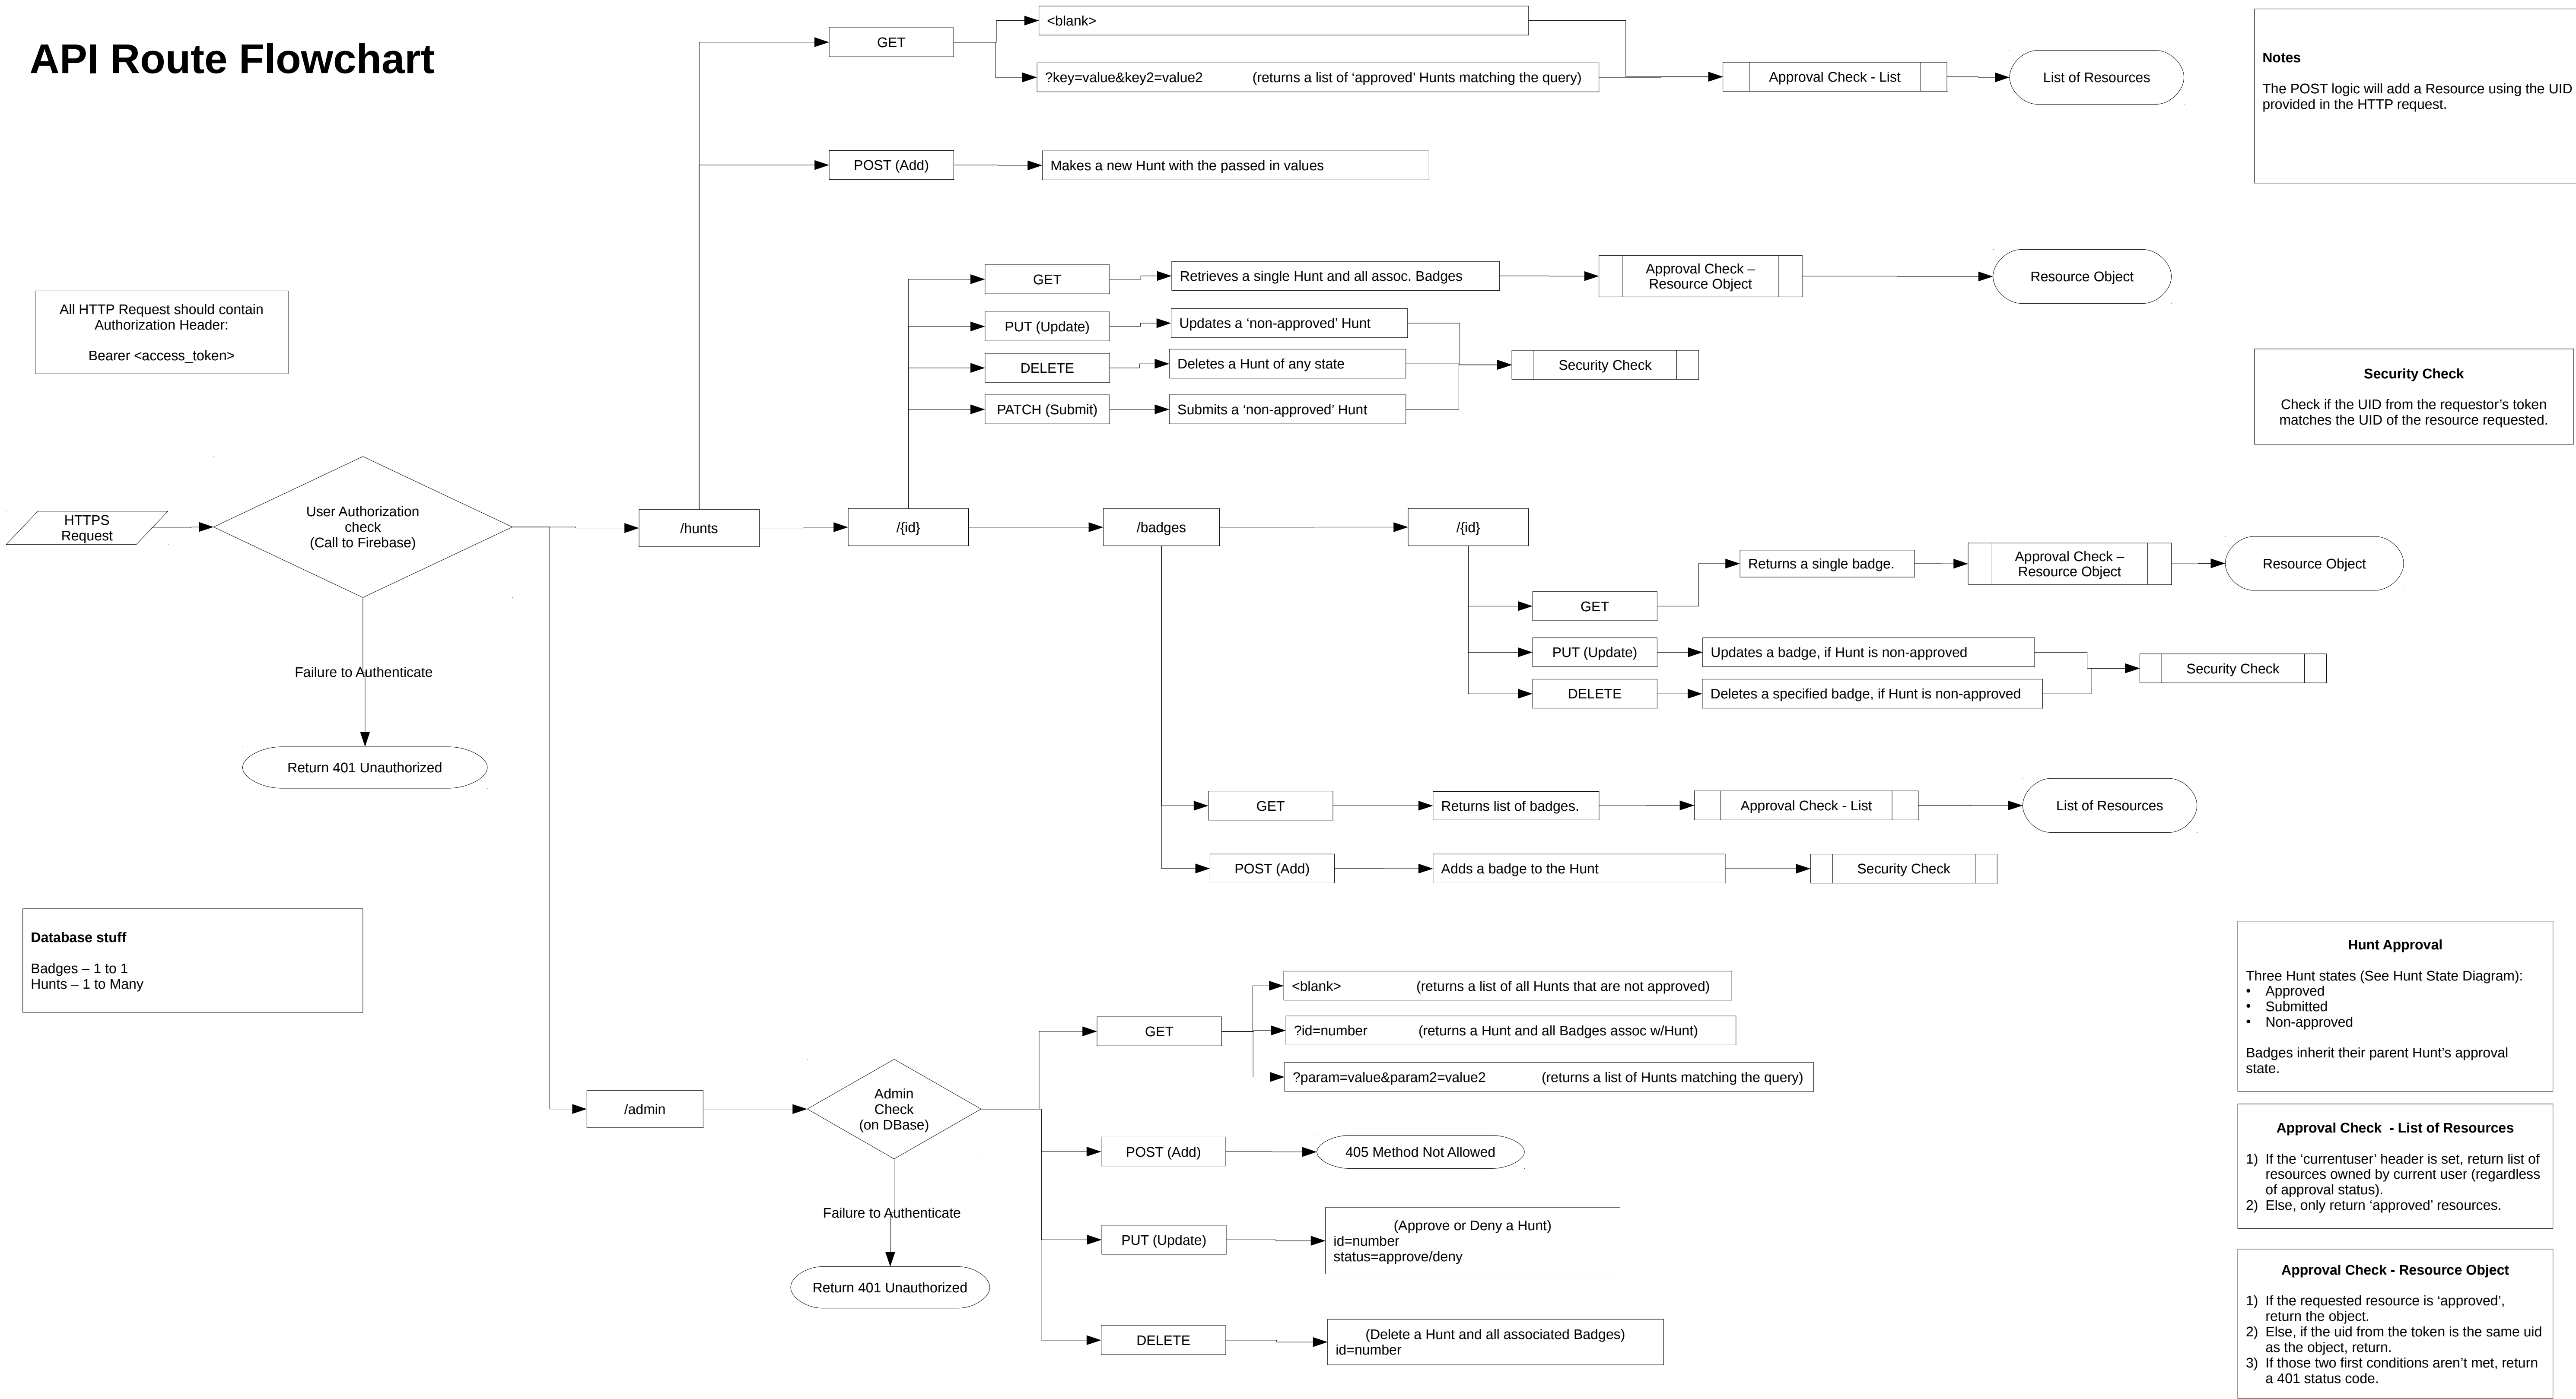 API Route Flowchart
GET
<blank>
?key=value&key2=value2 (returns a list of ‘approved’ Hunts matching the query)
Approval Check - List
List of Resources
Notes
The POST logic will add a Resource using the UID
provided in the HTTP request.
POST (Add)
Makes a new Hunt with the passed in values
All HTTP Request should contain
Authorization Header:
Bearer <access_token>
GET
Retrieves a single Hunt and all assoc. Badges
Approval Check –
Resource Object
Resource Object
PUT (Update)
Updates a ‘non-approved’ Hunt
DELETE
Deletes a Hunt of any state
Security Check
PATCH (Submit)
Submits a ‘non-approved’ Hunt
Security Check
Check if the UID from the requestor’s token
matches the UID of the resource requested.
HTTPS
Request
User Authorization
check
(Call to Firebase)
/hunts
/{id}
/badges
/{id}
GET
Returns a single badge.
Approval Check –
Resource Object
Resource Object
PUT (Update)
Updates a badge, if Hunt is non-approved
Security Check
DELETE
Deletes a specified badge, if Hunt is non-approved
Failure to Authenticate
Return 401 Unauthorized
GET
Returns list of badges.
Approval Check - List
List of Resources
POST (Add)
Adds a badge to the Hunt
Security Check
Database stuff
Badges – 1 to 1
Hunts – 1 to Many
/admin
Admin
Check
(on DBase)
Failure to Authenticate
Return 401 Unauthorized
GET
<blank> (returns a list of all Hunts that are not approved)
?id=number (returns a Hunt and all Badges assoc w/Hunt)
?param=value&param2=value2 (returns a list of Hunts matching the query)
POST (Add)
405 Method Not Allowed
PUT (Update)
(Approve or Deny a Hunt)
id=number
status=approve/deny
DELETE
(Delete a Hunt and all associated Badges)
id=number
Hunt Approval
Three Hunt states (See Hunt State Diagram):
• Approved
• Submitted
• Non-approved
Badges inherit their parent Hunt’s approval
state.
Approval Check - List of Resources
1) If the ‘currentuser’ header is set, return list of
resources owned by current user (regardless
of approval status).
2) Else, only return ‘approved’ resources.
Approval Check - Resource Object
1) If the requested resource is ‘approved’,
return the object.
2) Else, if the uid from the token is the same uid
as the object, return.
3) If those two first conditions aren’t met, return
a 401 status code.